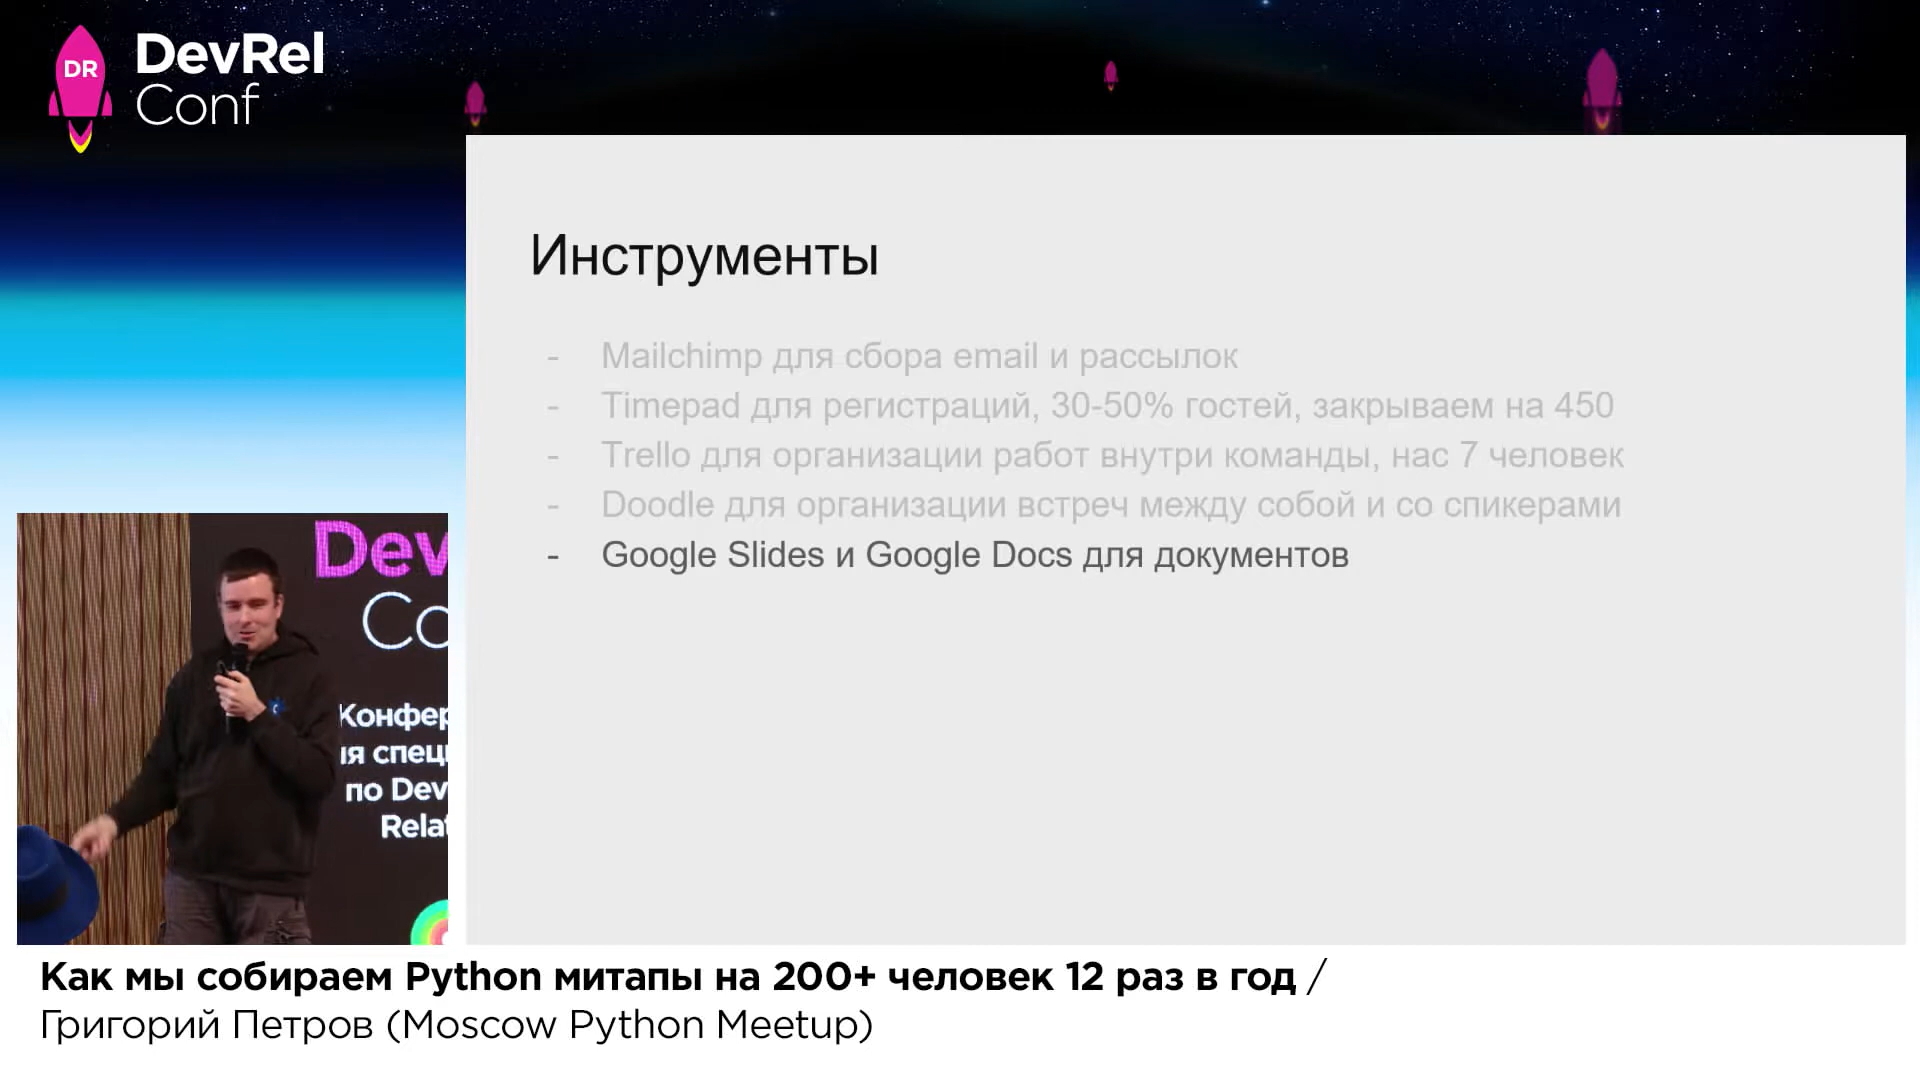 DR
DevRel
Conf
Инструменты
- Mailchimp для сбора email и рассылок
- Timepad для регистраций, 30-50% гостей, закрываем на 450
- Trello для организации работ внутри команды, нас 7 человек
- Doodle для организации встреч между собой и со спикерами
- Google Slides и Google Docs для документов
Dev
Co
Конфер
ия спец
по Dev
Rela
Как мы собираем Python митапы на 200+ человек 12 раз в год /
Григорий Петров (Moscow Python Meetup)